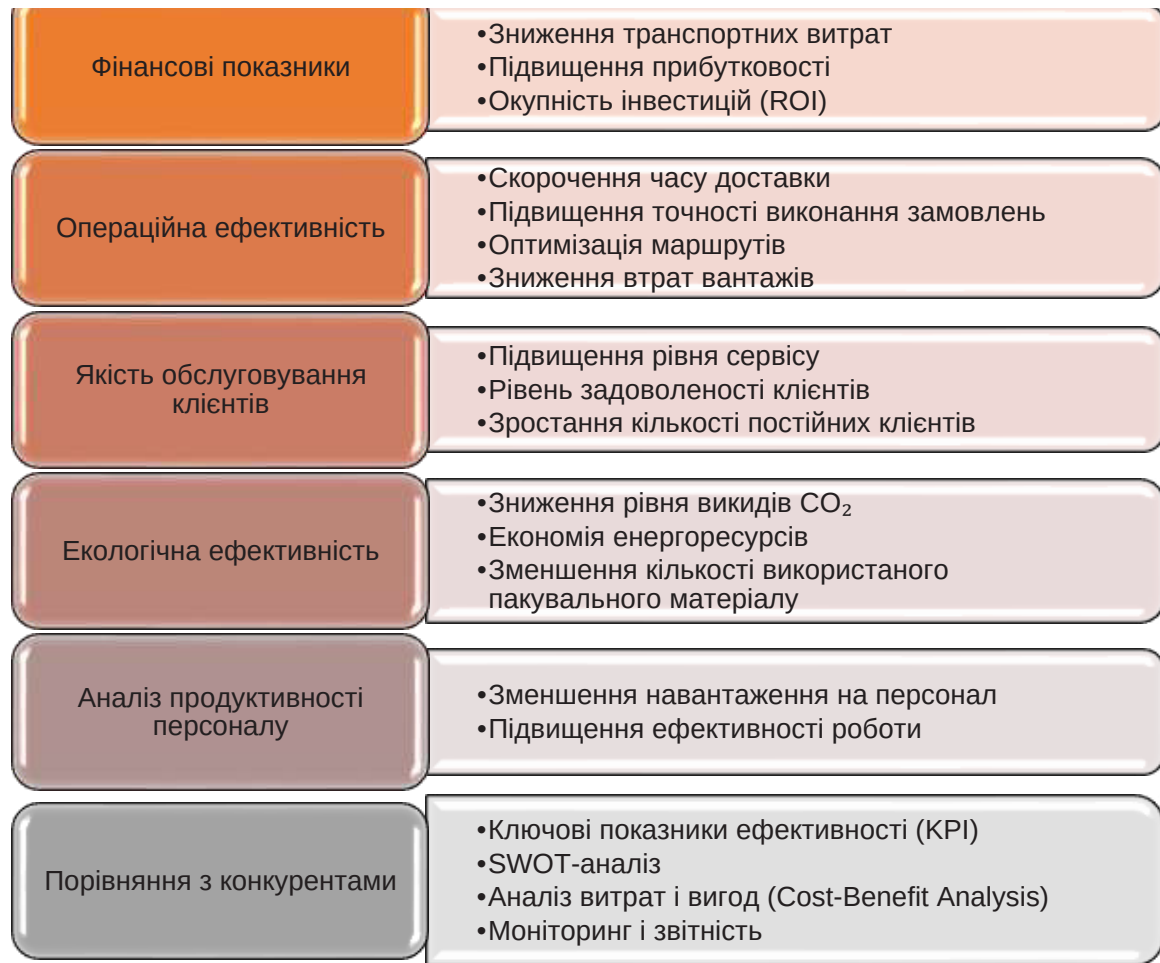 Фінансові показники
•Зниження транспортних витрат
•Підвищення прибутковості
•Окупність інвестицій (ROI)
Операційна ефективність
•Скорочення часу доставки
•Підвищення точності виконання замовлень
•Оптимізація маршрутів
•Зниження втрат вантажів
Якість обслуговування
клієнтів
•Підвищення рівня сервісу
•Рівень задоволеності клієнтів
•Зростання кількості постійних клієнтів
Екологічна ефективність
•Зниження рівня викидів CO₂
•Економія енергоресурсів
•Зменшення кількості використаного
пакувального матеріалу
Аналіз продуктивності
персоналу
•Зменшення навантаження на персонал
•Підвищення ефективності роботи
Порівняння з конкурентами
•Ключові показники ефективності (KPI)
•SWOT-аналіз
•Аналіз витрат і вигод (Cost-Benefit Analysis)
•Моніторинг і звітність